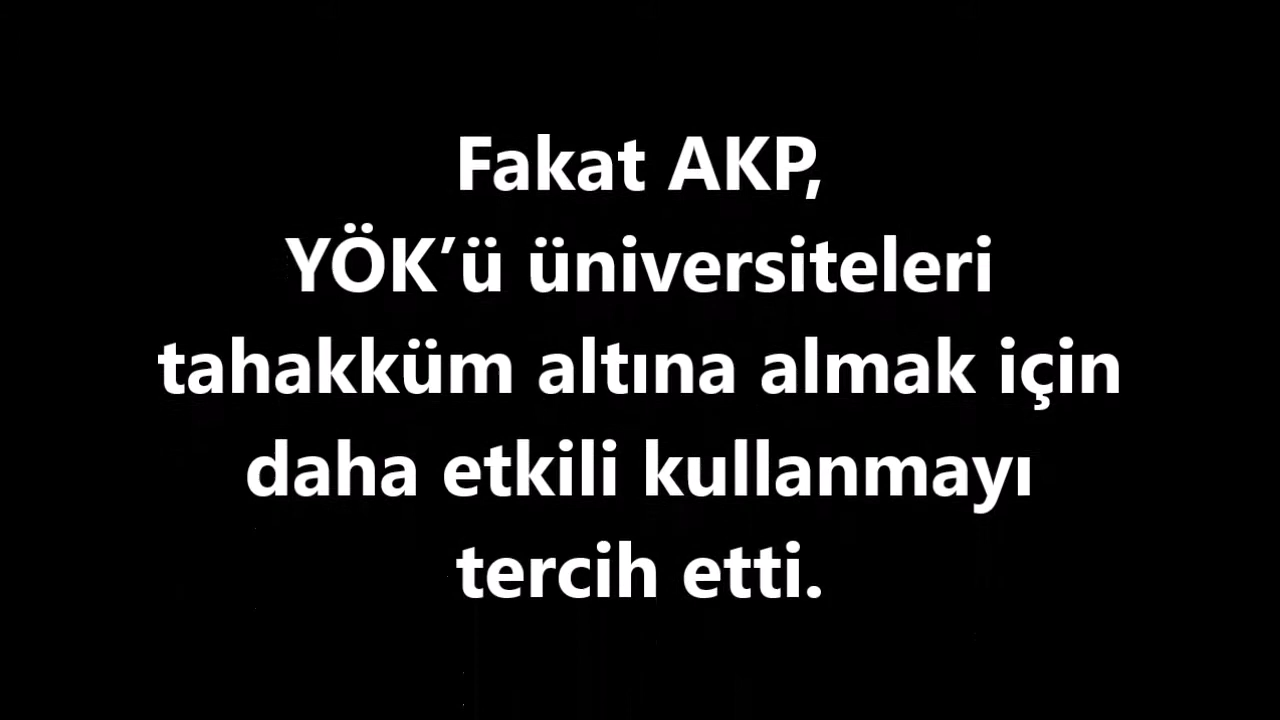 Fakat AKP,
YÖK’ü üniversiteleri
tahakküm altına almak için
daha etkili kullanmayı
tercih etti.